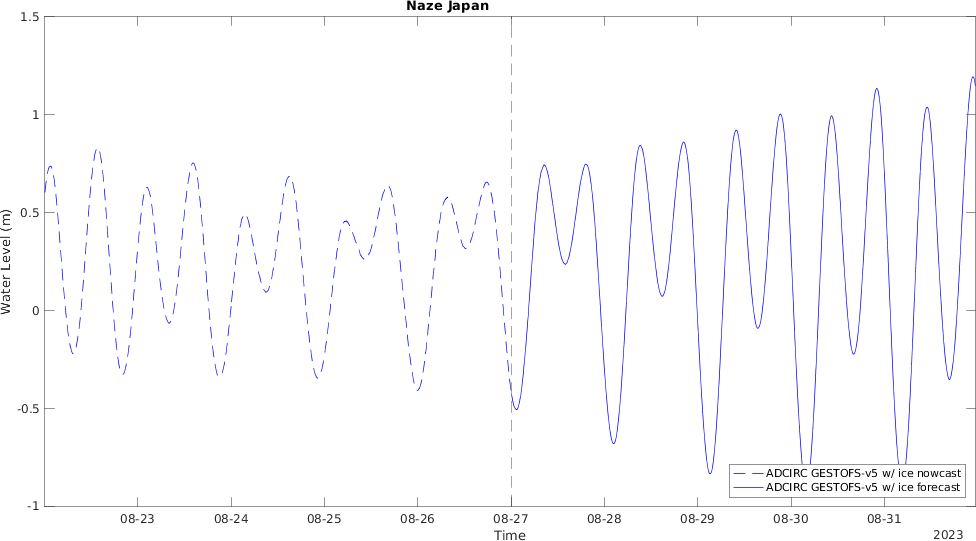 Naze Japan
1.5
1
0.5
0
-0.5
-1
Water Level (m)
ADCIRC GESTOFS-v5 w/ ice nowcast
ADCIRC GESTOFS-v5 w/ ice forecast
08-23 08-24 08-25 08-26 08-27 08-28 08-29 08-30 08-31
Time
2023